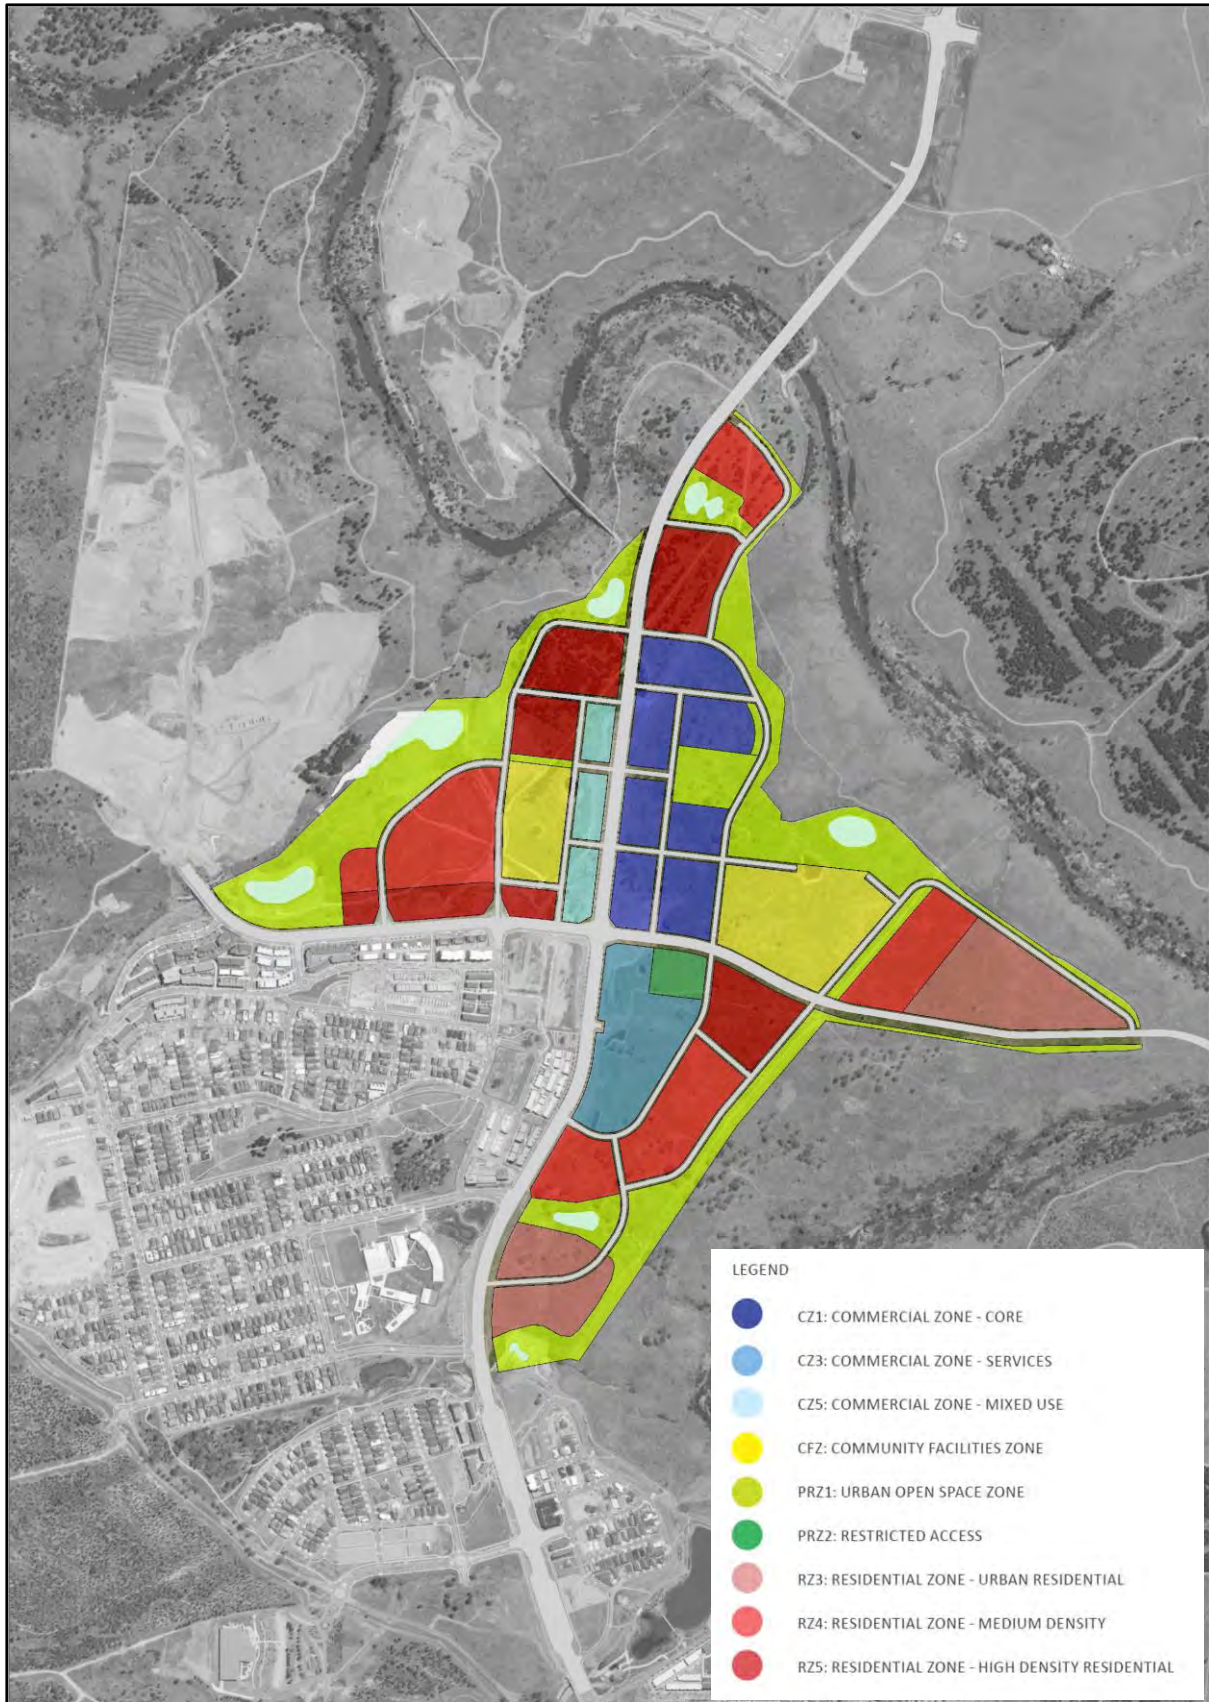 LEGEND
CZ1: COMMERCIAL ZONE - CORE
CZ3: COMMERCIAL ZONE - SERVICES
CZ5: COMMERCIAL ZONE - MIXED USE
CFZ: COMMUNITY FACILITIES ZONE
PRZ1: URBAN OPEN SPACE ZONE
PRZ2: RESTRICTED ACCESS
RZ3: RESIDENTIAL ZONE - URBAN RESIDENTIAL
RZ4: RESIDENTIAL ZONE - MEDIUM DENSITY
RZ5: RESIDENTIAL ZONE - HIGH DENSITY RESIDENTIAL